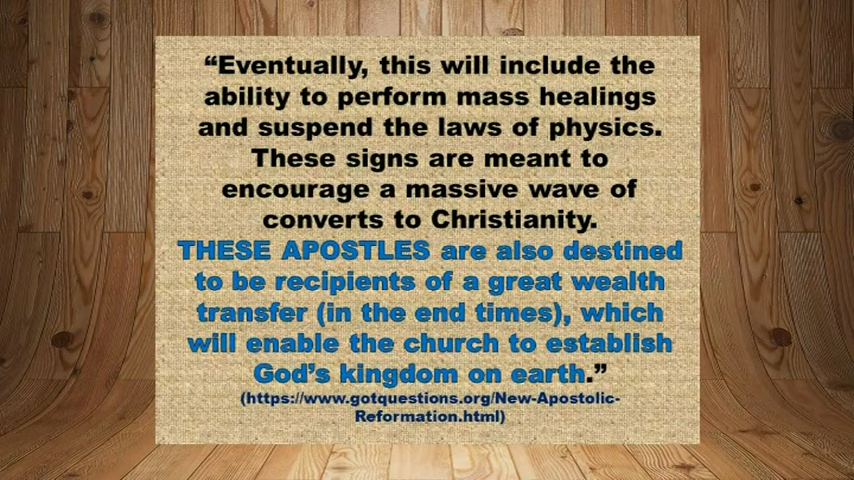 “Eventually, this will include the
ability to perform mass healings
and suspend the laws of physics.
These signs are meant to
encourage a massive wave of
converts to Christianity.
THESE APOSTLES are also destined
to be recipients of a great wealth
transfer (in the end times), which
will enable the church to establish
God’s kingdom on earth.”
(https://www.gotquestions.org/New-Apostolic-
Reformation.html)